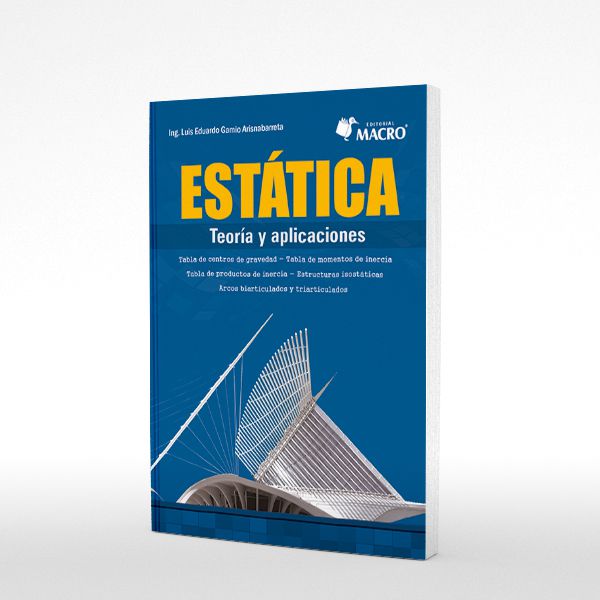 Ing. Luis Eduardo Gamio Arisnabarreta
EDITORIAL
MACRO®
ESTÁTICA
Teoría y aplicaciones
Tabla de centros de gravedad – Tabla de momentos de inercia
Tabla de productos de inercia – Estructuras isostáticas
Arcos biarticulados y triarticulados